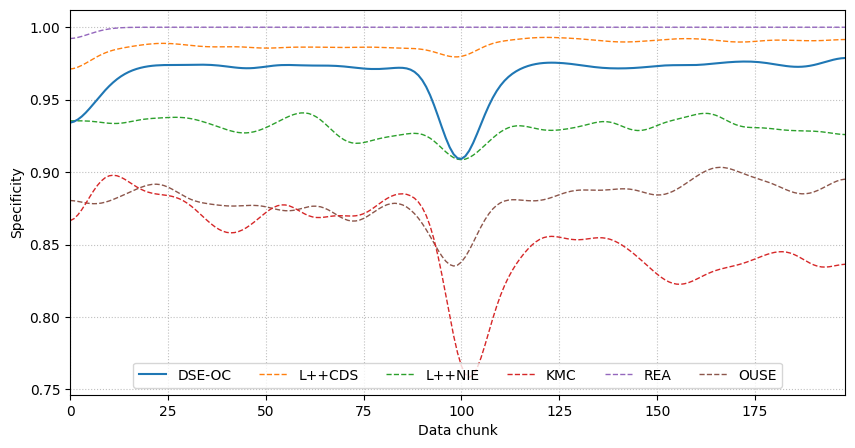 1.00
0.95
0.90
0.85
0.80
0.75
Specificity
DSE-OC L++CDS L++NIE KMC REA OUSE
0 25 50 75 100 125 150 175
Data chunk